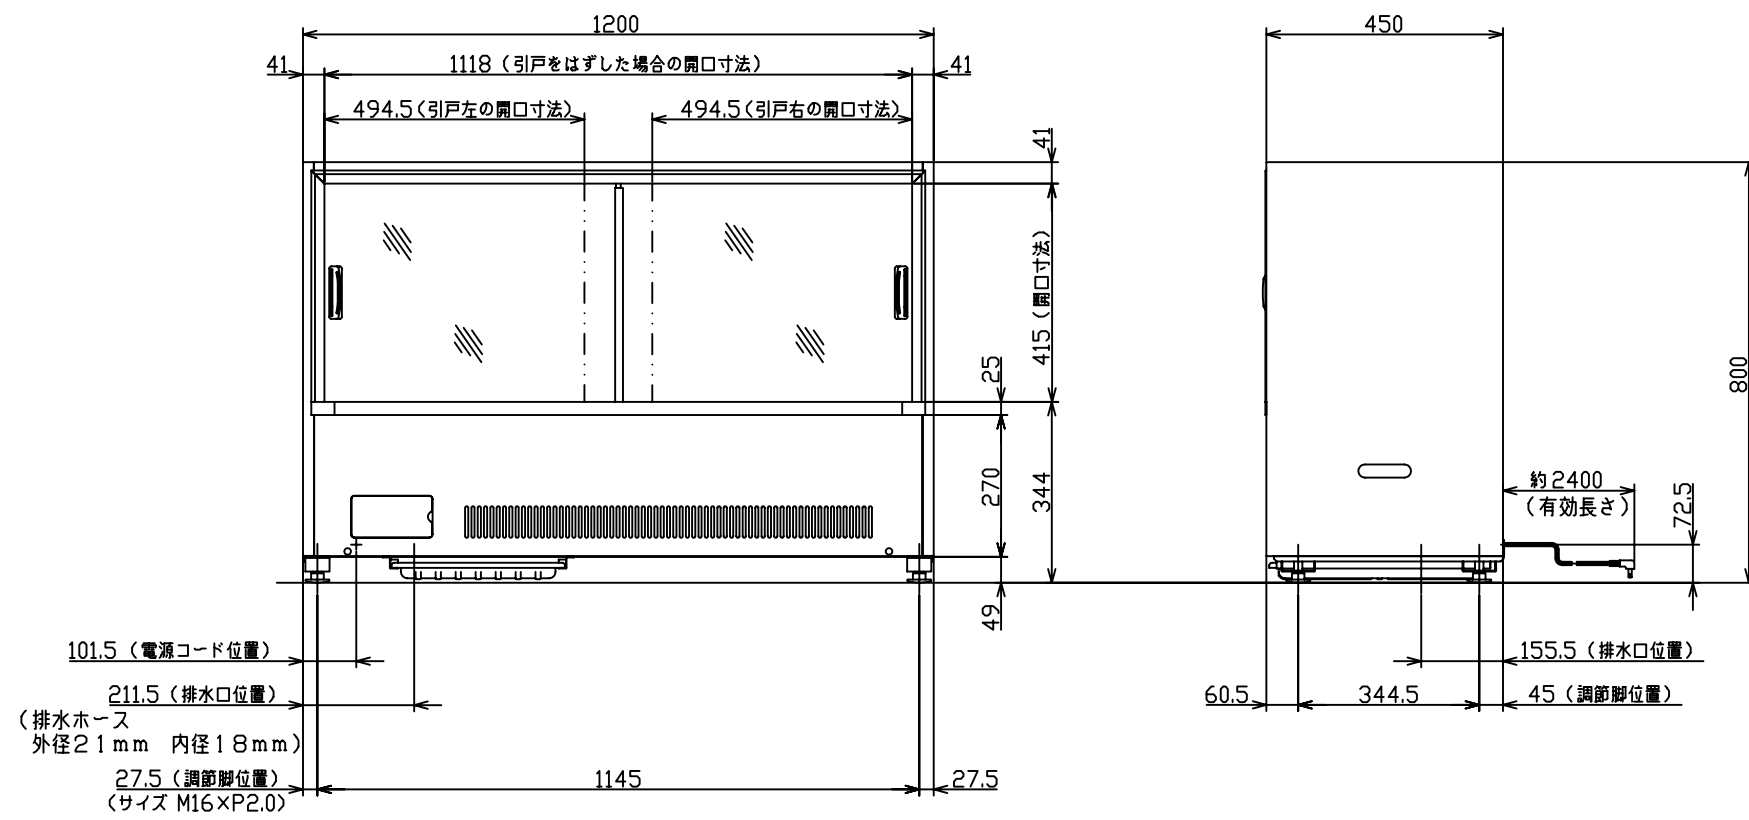 1200
450
41
1118（引戸をはずした場合の開口寸法）
41
494.5（引戸左の開口寸法）
494.5（引戸右の開口寸法）
41
415（開口寸法）
25
800
270
344
約2400
（有効長さ）
72.5
49
101.5（電源コード位置）
155.5（排水口位置）
211.5（排水口位置）
60.5
344.5
45（調節脚位置）
（排水ホース
外径２１ｍｍ　内径１８ｍｍ）
27.5（調節脚位置）
1145
27.5
（サイズ M16×P2.0）